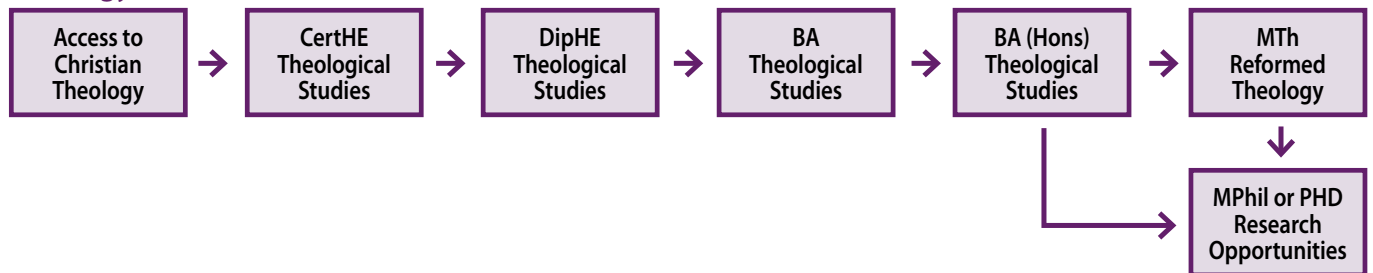 Access to
Christian
Theology
CertHE
Theological
Studies
DipHE
Theological
Studies
BA
Theological
Studies
BA (Hons)
Theological
Studies
MTh
Reformed
Theology
MPhil or PHD
Research
Opportunities